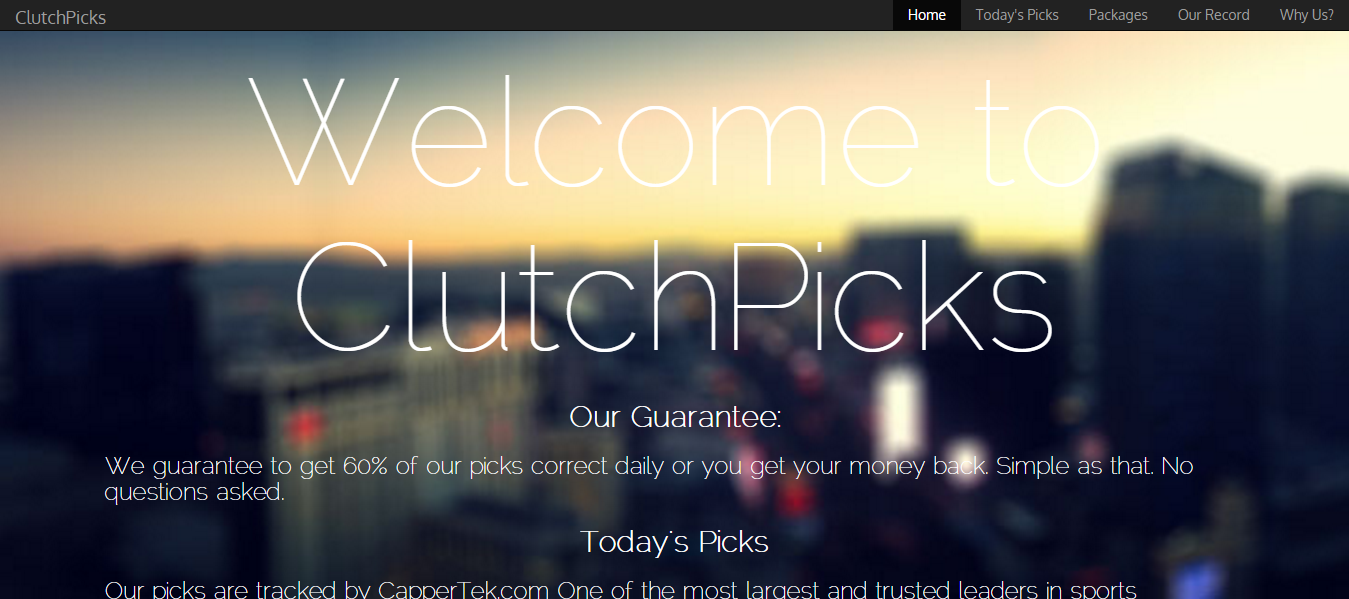 ClutchPicks Home Today's Picks Packages Our Record Why Us?
Welcome to
ClutchPicks
Our Guarantee:
We guarantee to get 60% of our picks correct daily or you get your money back. Simple as that. No
questions asked.
Today's Picks
Our picks are tracked by CapperTek.com One of the most largest and trusted leaders in sports